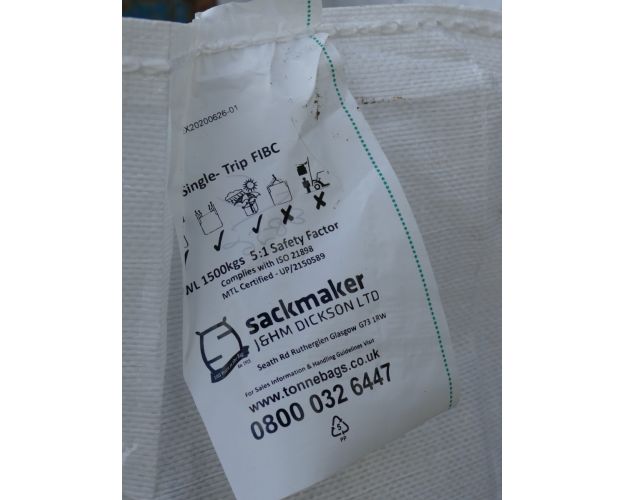 X20200626-01
Single- Trip FIBC
WL 1500kgs 5:1 Safety Factor
Complies with ISO 21898
MTL Certified - UP/2150589
sackmaker
J&HM DICKSON LTD
Seath Rd Rutherglen Glasgow G73 1RW
For Sales Information & Handling Guidelines Visit
www.tonnebags.co.uk
0800 032 6447
5
PP